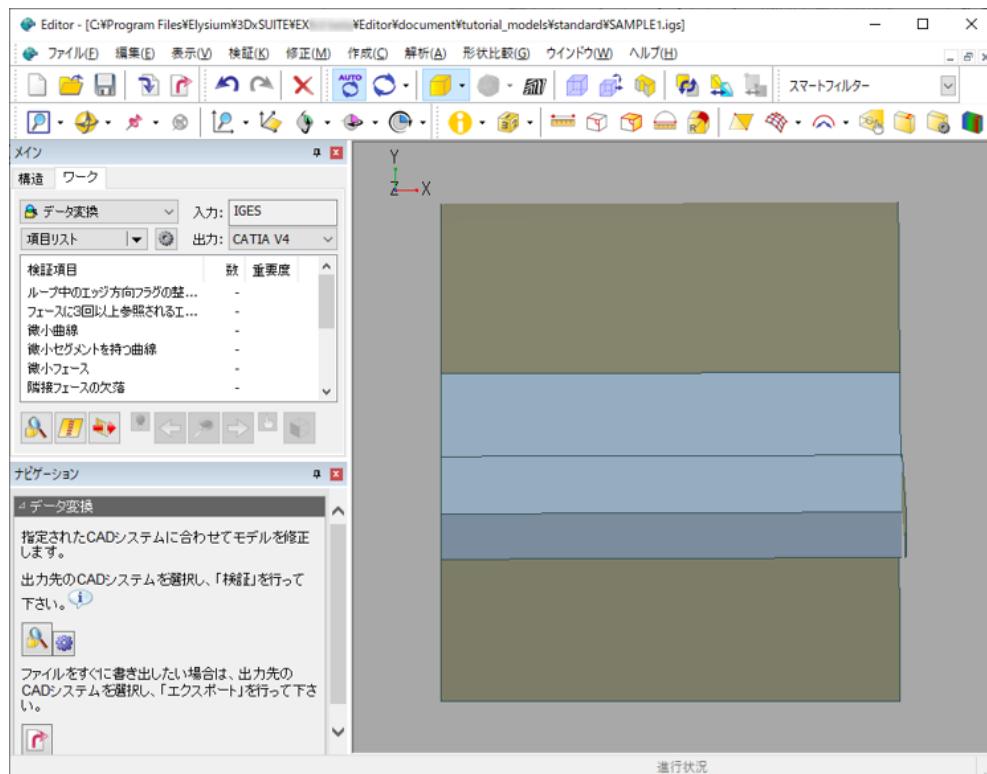 Editor - [C:¥Program Files¥Elysium¥3DxSUITE¥EX ¥Editor¥document¥tutorial_models¥standard¥SAMPLE1.igs]
ファイル(F) 編集(E) 表示(V) 検証(K) 修正(M) 作成(C) 解析(A) 形状比較(G) ウインドウ(W) ヘルプ(H)
AUTO スマートフィルター
R
メイン
構造 ワーク
データ変換 入力: IGES
項目リスト 出力: CATIA V4
検証項目 数 重要度
ループ中のエッジ方向フラグの整... -
フェースに3回以上参照されるエ... -
微小曲線 -
微小セグメントを持つ曲線 -
微小フェース -
隣接フェースの欠落 -
ナビゲーション
データ変換
指定されたCADシステムに合わせてモデルを修正
します。
出力先のCADシステムを選択し、「検証」を行って
下さい。
ファイルをすぐに書き出したい場合は、出力先の
CADシステムを選択し、「エクスポート」を行って下さ
い。
Y
Z X
進行状況